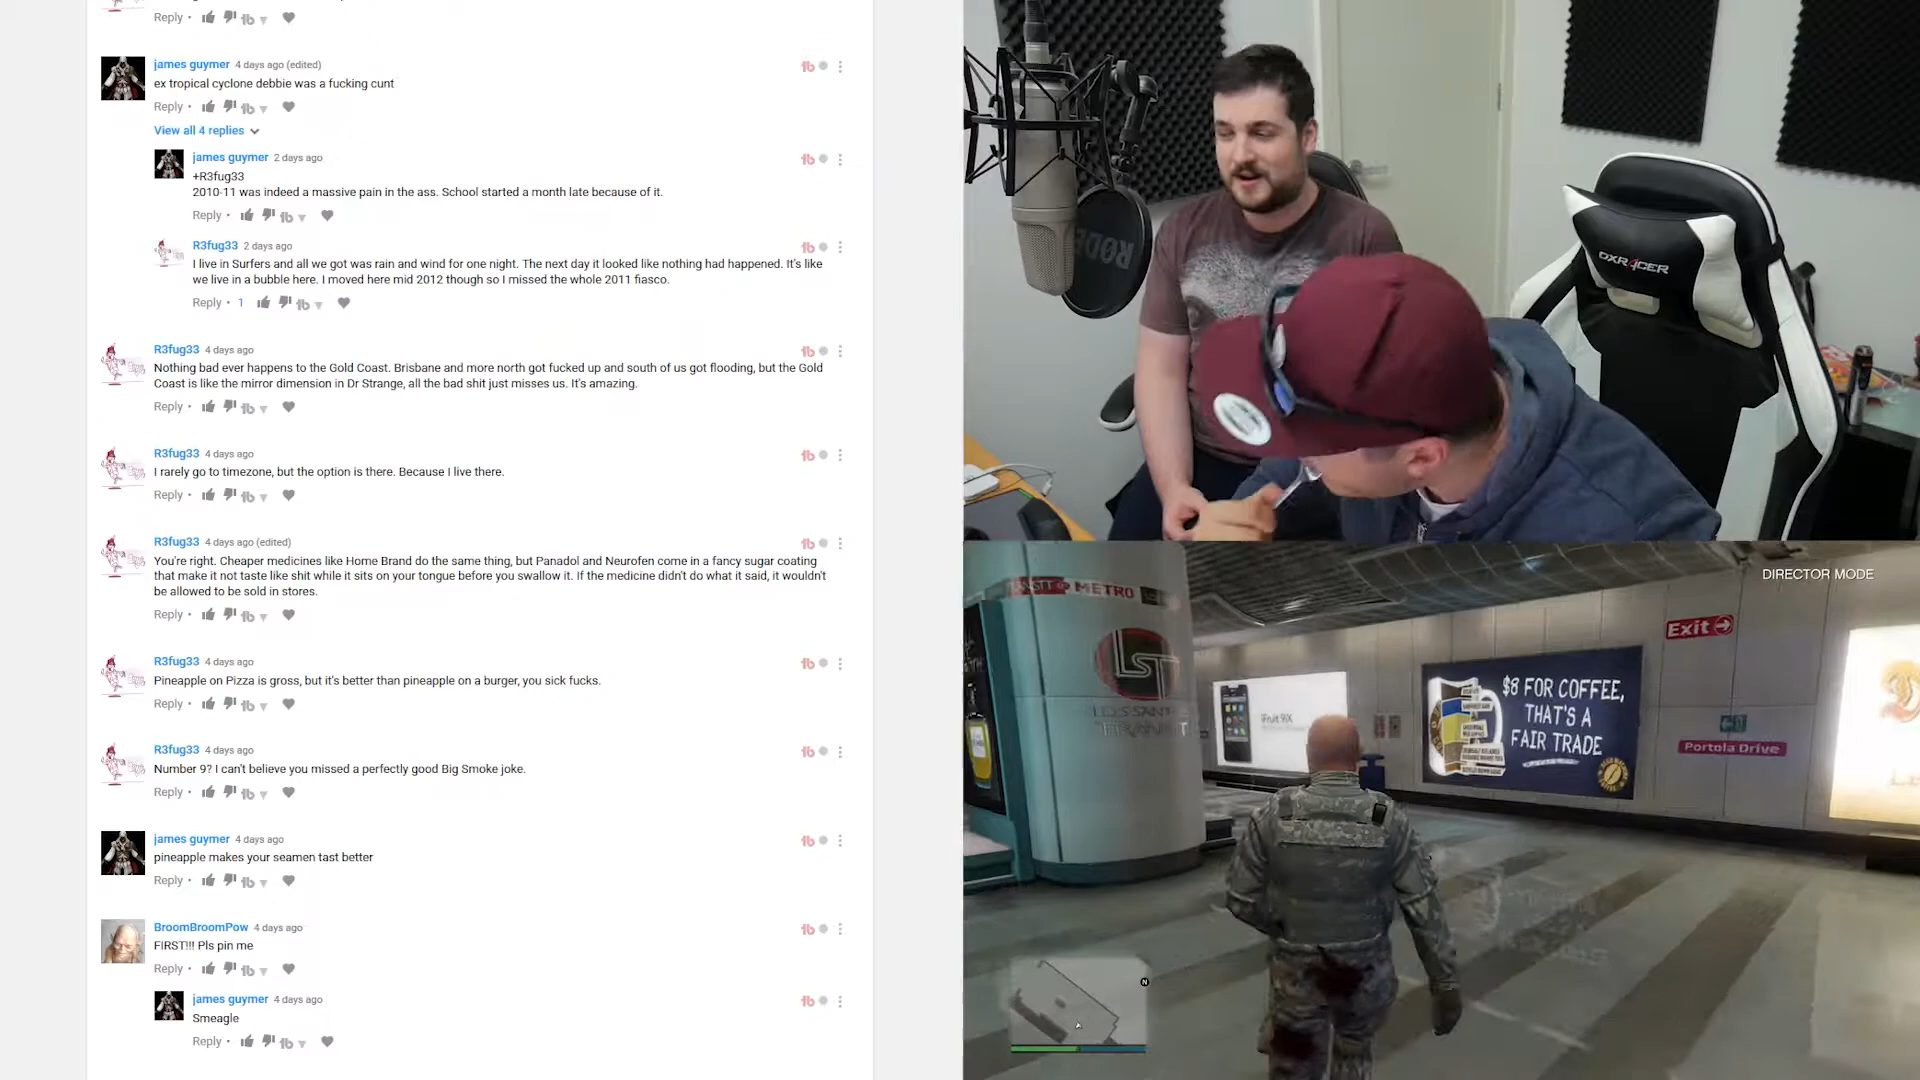 Reply •
james guymer 4 days ago (edited)
ex tropical cyclone debbie was a fucking cunt
Reply •
View all 4 replies
james guymer 2 days ago
+R3fug33
2010-11 was indeed a massive pain in the ass. School started a month late because of it.
Reply •
R3fug33 2 days ago
I live in Surfers and all we got was rain and wind for one night. The next day it looked like nothing had happened. It's like
we live in a bubble here. I moved here mid 2012 though so I missed the whole 2011 fiasco.
Reply • 1
R3fug33 4 days ago
Nothing bad ever happens to the Gold Coast. Brisbane and more north got fucked up and south of us got flooding, but the Gold
Coast is like the mirror dimension in Dr Strange, all the bad shit just misses us. It's amazing.
Reply •
R3fug33 4 days ago
I rarely go to timezone, but the option is there. Because I live there.
Reply •
R3fug33 4 days ago (edited)
You're right. Cheaper medicines like Home Brand do the same thing, but Panadol and Neurofen come in a fancy sugar coating
that make it not taste like shit while it sits on your tongue before you swallow it. If the medicine didn't do what it said, it wouldn't
be allowed to be sold in stores.
Reply •
R3fug33 4 days ago
Pineapple on Pizza is gross, but it's better than pineapple on a burger, you sick fucks.
Reply •
R3fug33 4 days ago
Number 9? I can't believe you missed a perfectly good Big Smoke joke.
Reply •
james guymer 4 days ago
pineapple makes your seamen tast better
Reply •
BroomBroomPow 4 days ago
FIRST!!! Pls pin me
Reply •
james guymer 4 days ago
Smeagle
Reply •
RØDE
DXRACER
DIRECTOR MODE
METRO
LST
Exit
iFruit 9iX
$8 FOR COFFEE,
THAT'S A
FAIR TRADE
Portola Drive
N